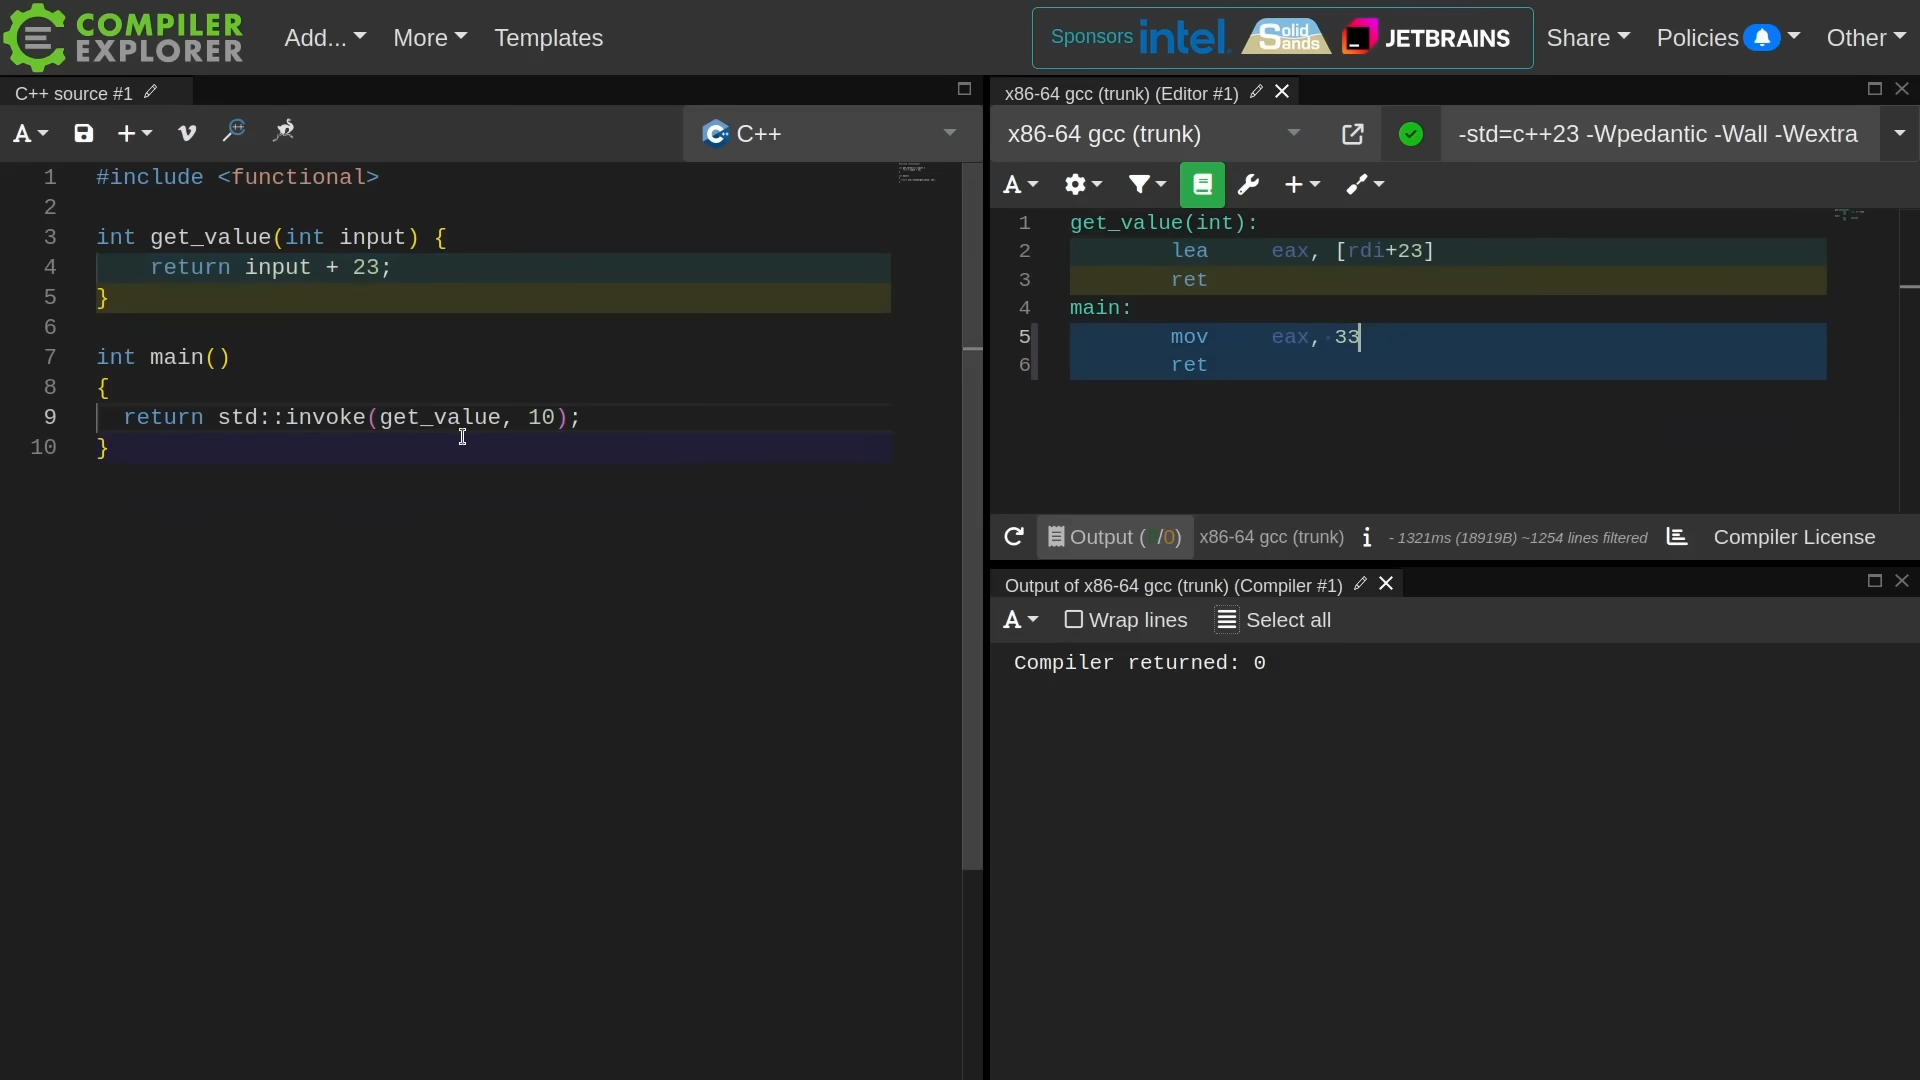 COMPILER EXPLORER
Add... More Templates
Sponsors intel. Solid Sands JETBRAINS Share Policies Other
C++ source #1
A + C++
1 #include <functional>
2
3 int get_value(int input) {
4 return input + 23;
5 }
6
7 int main()
8 {
9 return std::invoke(get_value, 10);
10 }
x86-64 gcc (trunk) (Editor #1)
x86-64 gcc (trunk) -std=c++23 -Wpedantic -Wall -Wextra
A +
1 get_value(int):
2 lea eax, [rdi+23]
3 ret
4 main:
5 mov eax, 33
6 ret
Output ( /0) x86-64 gcc (trunk) i - 1321ms (18919B) ~1254 lines filtered Compiler License
Output of x86-64 gcc (trunk) (Compiler #1)
A Wrap lines Select all
Compiler returned: 0